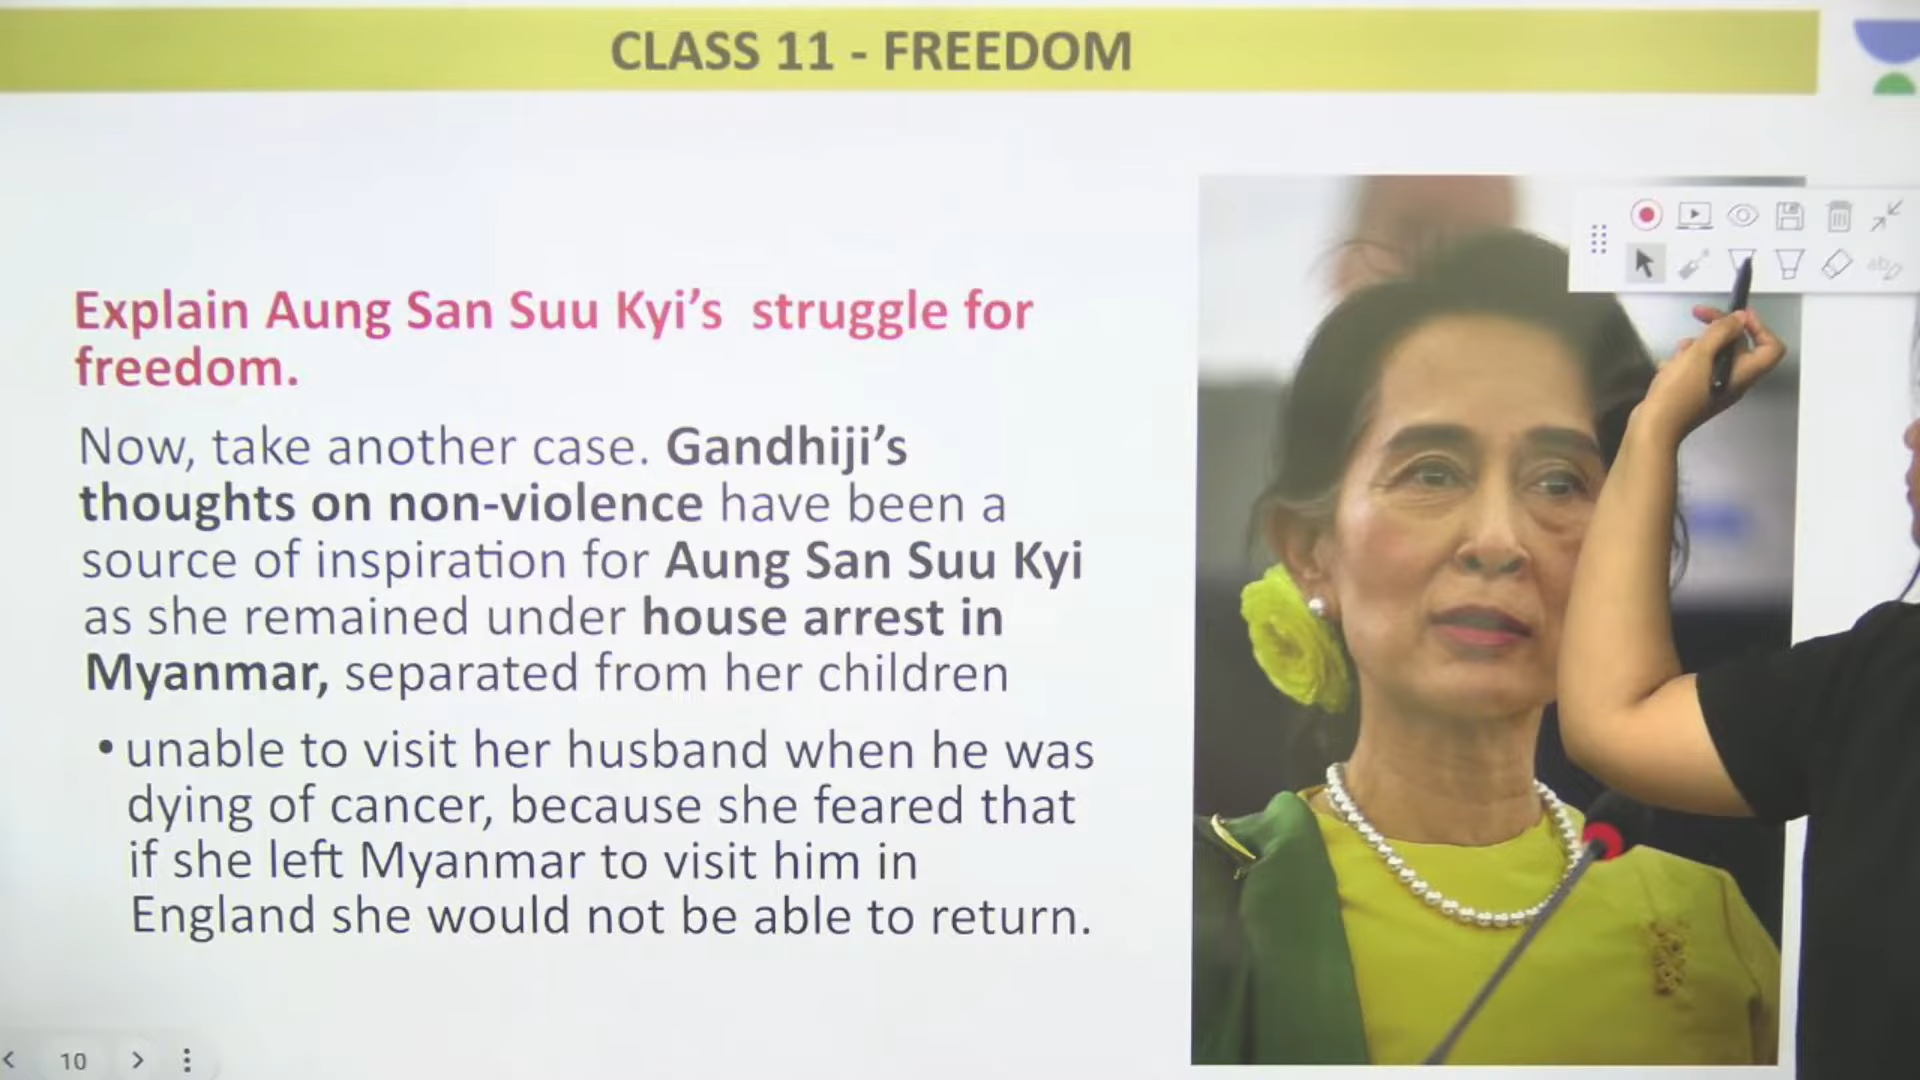 CLASS 11 - FREEDOM
Explain Aung San Suu Kyi’s struggle for
freedom.
Now, take another case. Gandhiji’s
thoughts on non-violence have been a
source of inspiration for Aung San Suu Kyi
as she remained under house arrest in
Myanmar, separated from her children
• unable to visit her husband when he was
dying of cancer, because she feared that
if she left Myanmar to visit him in
England she would not be able to return.
10